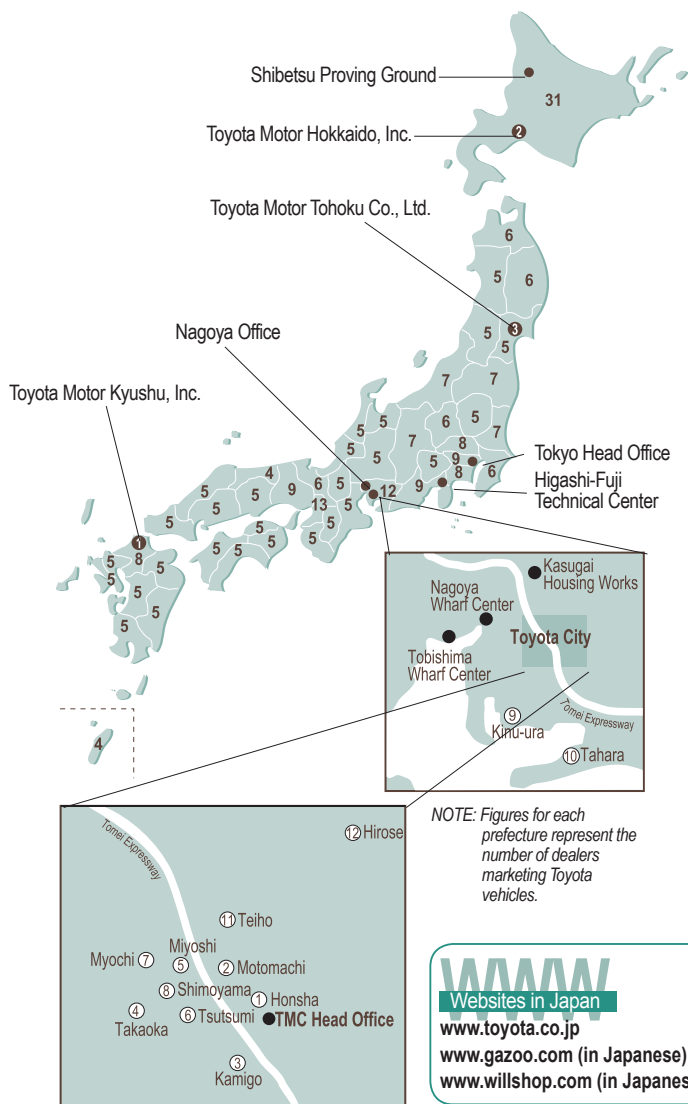 Shibetsu Proving Ground
31
Toyota Motor Hokkaido, Inc.
2
Toyota Motor Tohoku Co., Ltd.
6
5
6
3
5
5
Nagoya Office
7
7
Toyota Motor Kyushu, Inc.
5
5
6
5
7
7
5
5
8
Tokyo Head Office
4
6
5
5
9
6
5
5
9
12
9
8
Higashi-Fuji
Technical Center
5
13
5
5
5
5
5
5
5
5
5
1
8
5
5
5
5
5
5
4
Kasugai
Housing Works
Nagoya
Wharf Center
Toyota City
Tobishima
Wharf Center
Tomei Expressway
9
Kinu-ura
10 Tahara
NOTE: Figures for each
prefecture represent the
number of dealers
marketing Toyota
vehicles.
Tomei Expressway
12 Hirose
11 Teiho
Miyoshi
Myochi 7
5
2 Motomachi
8 Shimoyama
1 Honsha
4
Takaoka
6 Tsutsumi
TMC Head Office
3
Kamigo
WWW
Websites in Japan
www.toyota.co.jp
www.gazoo.com (in Japanese)
www.willshop.com (in Japanes